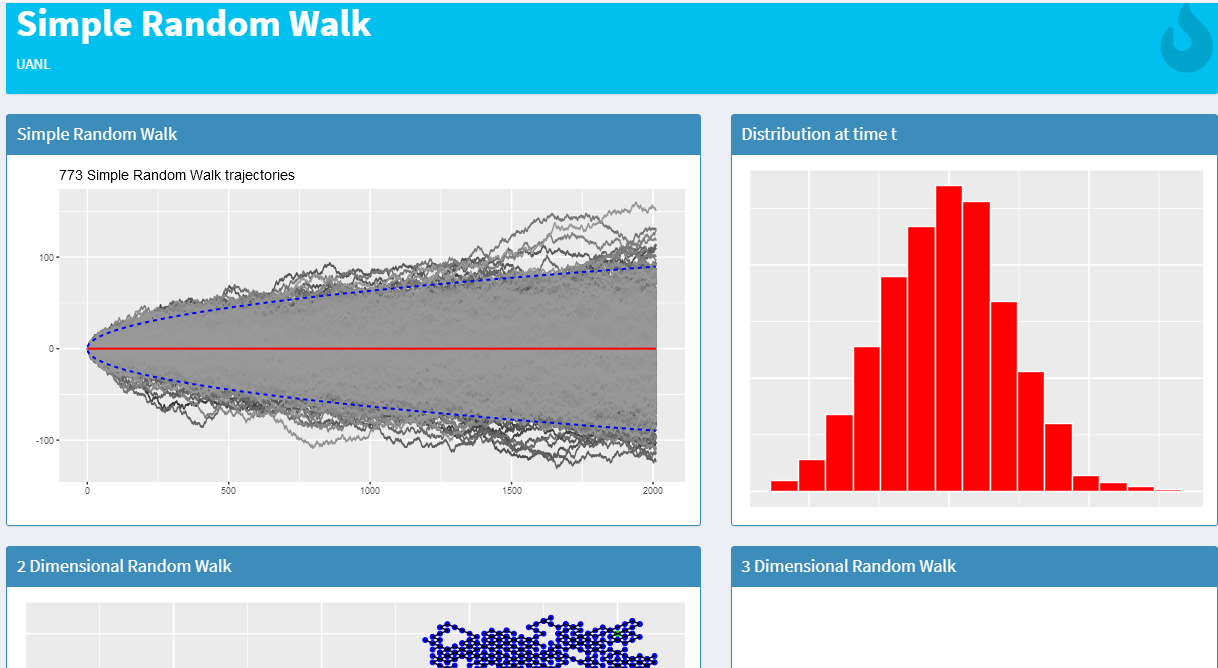 Simple Random Walk
UANL
Simple Random Walk
Distribution at time t
773 Simple Random Walk trajectories
100
0
-100
0 500 1000 1500 2000
2 Dimensional Random Walk
3 Dimensional Random Walk